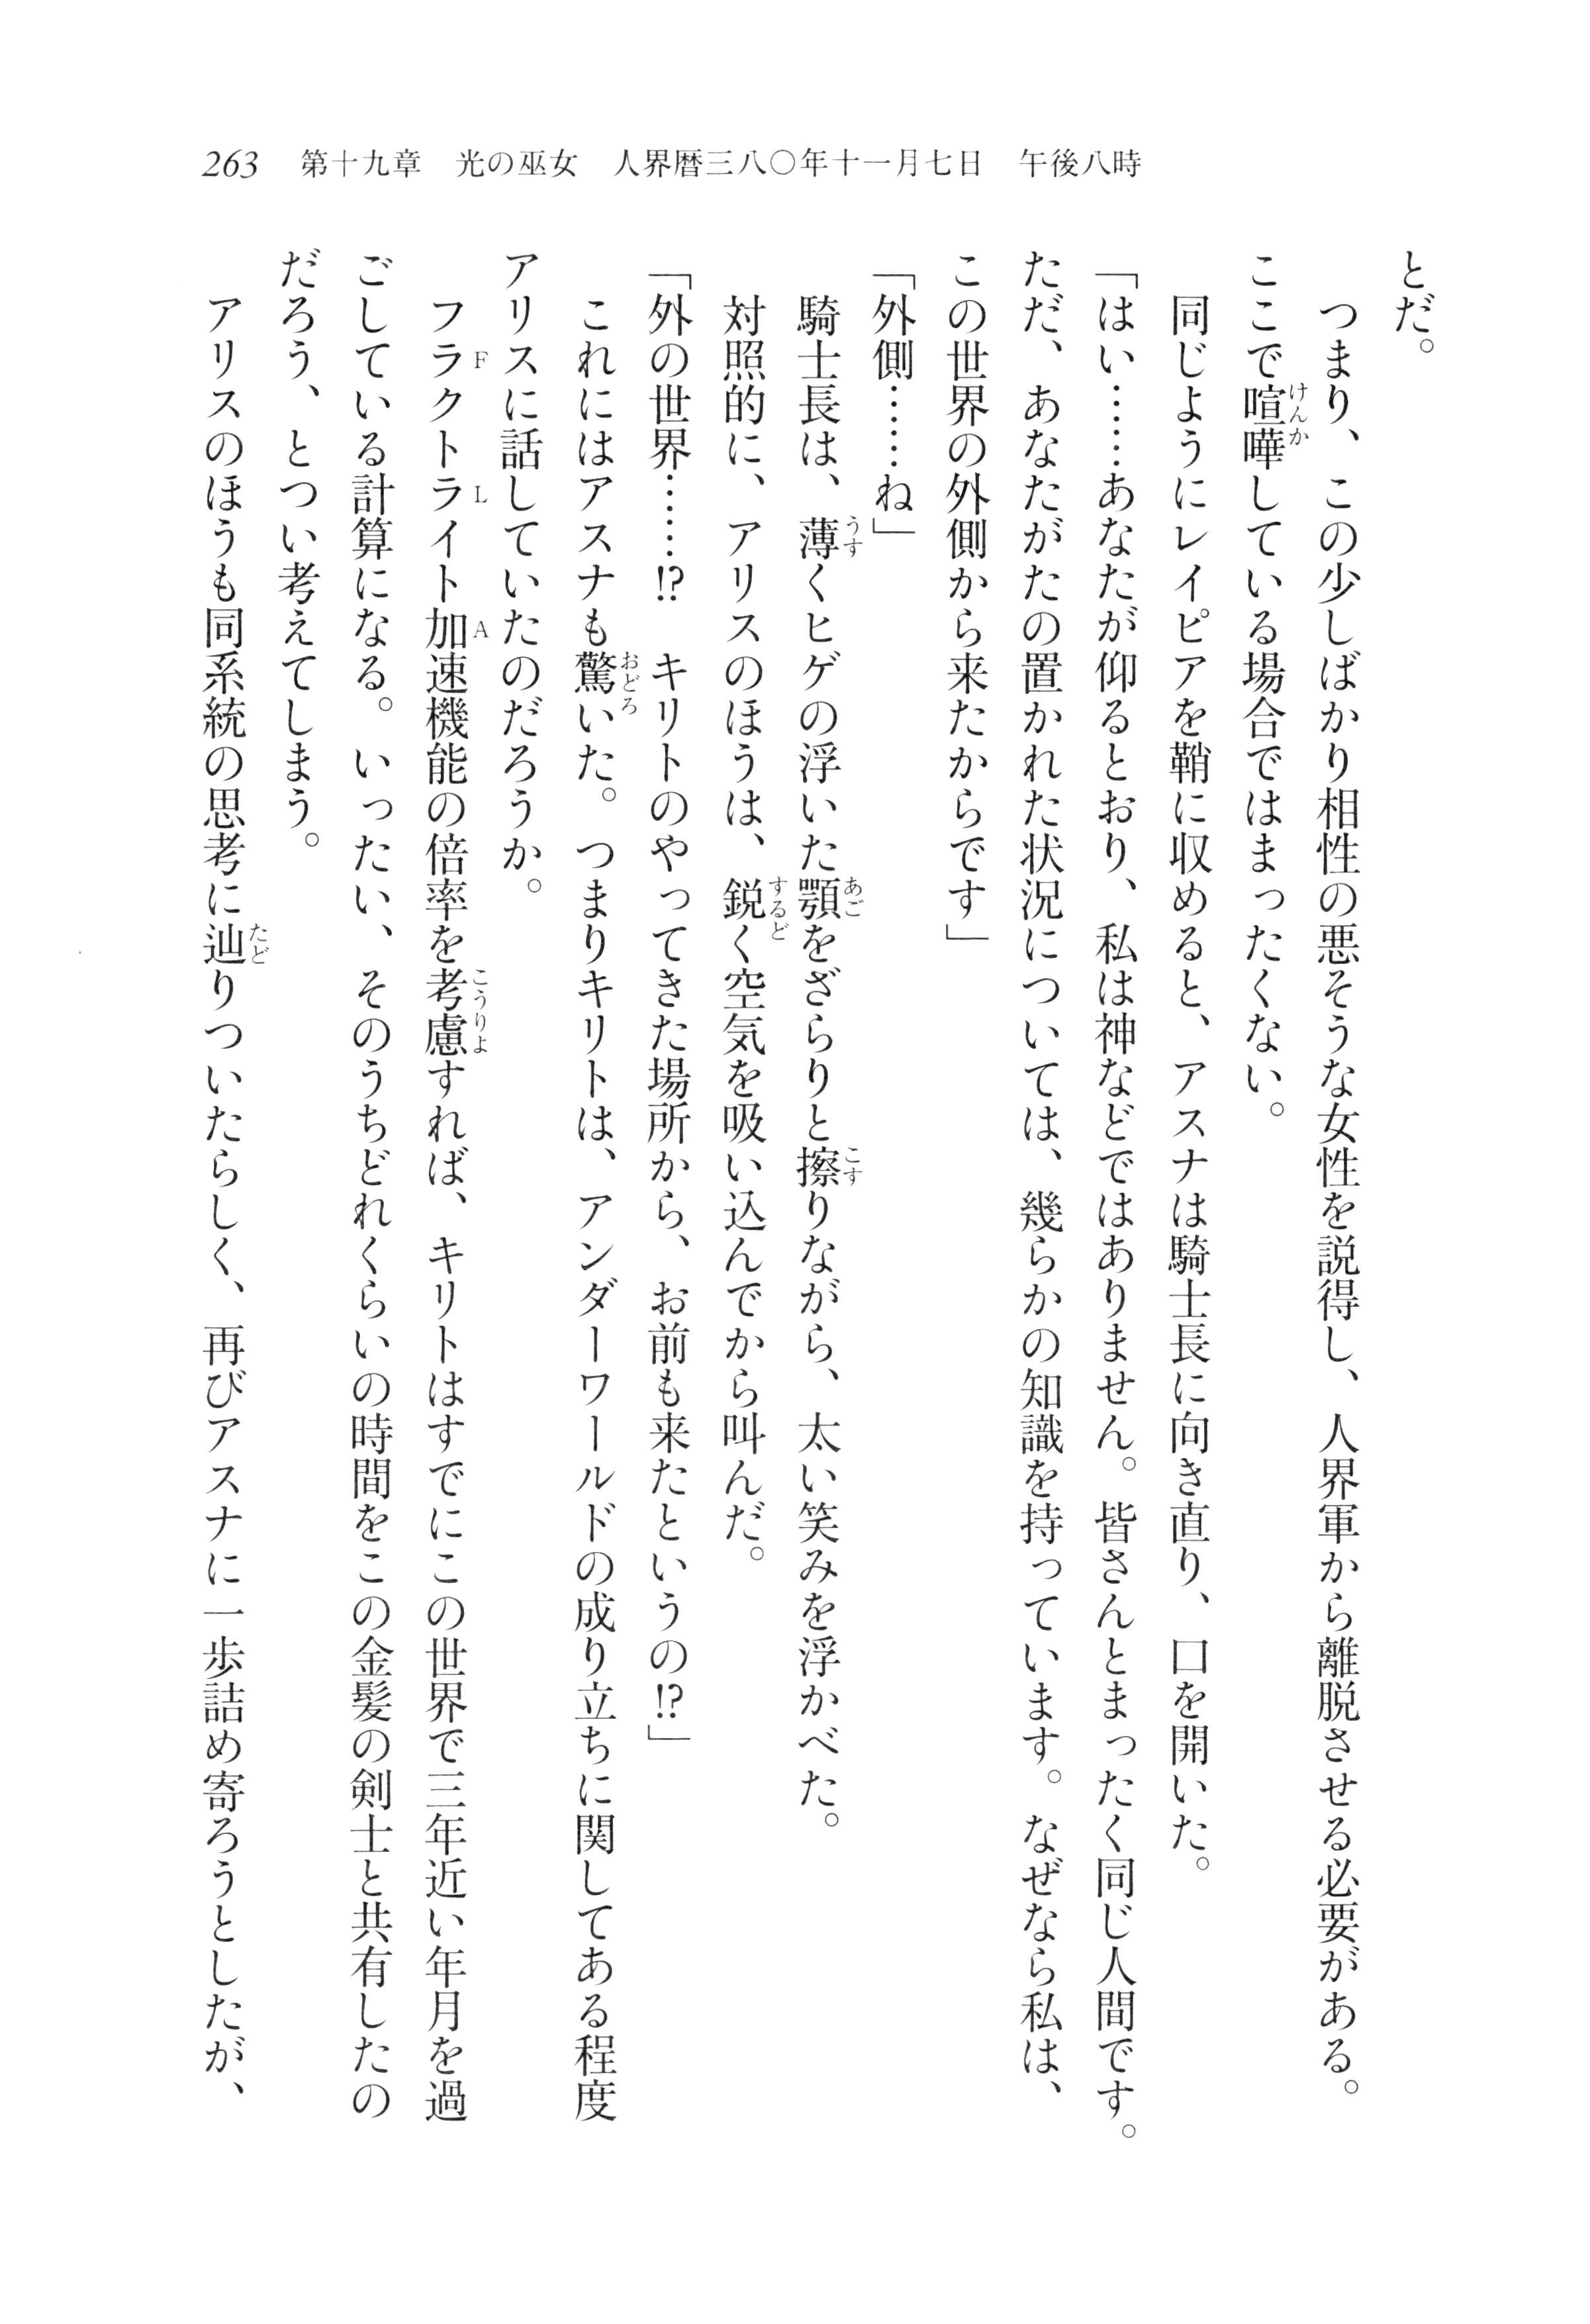 263　第十九章　光の巫女　人界暦三八〇年十一月七日　午後八時
とだ。
　つまり、この少しばかり相性の悪そうな女性を説得し、人界軍から離脱させる必要がある。
ここで喧嘩している場合ではまったくない。
　同じようにレイピアを鞘に収めると、アスナは騎士長に向き直り、口を開いた。
「はい……あなたが仰るとおり、私は神などではありません。皆さんとまったく同じ人間です。
ただ、あなたがたの置かれた状況については、幾らかの知識を持っています。なぜなら私は、
この世界の外側から来たからです」
「外側……ね」
　騎士長は、薄くヒゲの浮いた顎をざらりと擦りながら、太い笑みを浮かべた。
　対照的に、アリスのほうは、鋭く空気を吸い込んでから叫んだ。
「外の世界……!?　キリトのやってきた場所から、お前も来たというの!?」
　これにはアスナも驚いた。つまりキリトは、アンダーワールドの成り立ちに関してある程度
アリスに話していたのだろうか。
　フラクトライト加速機能の倍率を考慮すれば、キリトはすでにこの世界で三年近い年月を過
ごしている計算になる。いったい、そのうちどれくらいの時間をこの金髪の剣士と共有したの
だろう、とつい考えてしまう。
　アリスのほうも同系統の思考に辿りついたらしく、再びアスナに一歩詰め寄ろうとしたが、